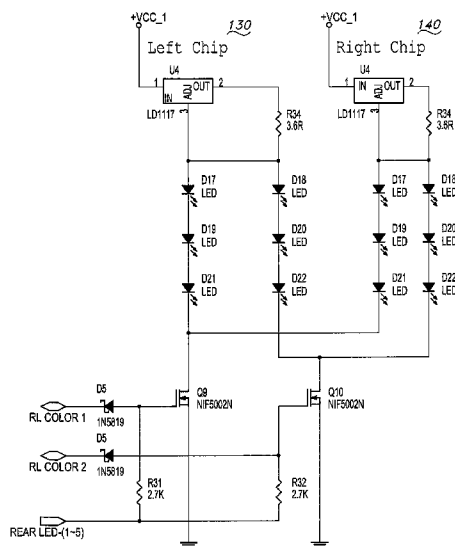 +VCC_1 130 +VCC_1 140
Left Chip Right Chip
U4 U4
1 IN OUT 2 1 IN OUT 2
ADJ ADJ
LD1117 3 LD1117 3
R34 R34
3.6R 3.6R
D17 D18 D17 D18
LED LED LED LED
D19 D20 D19 D20
LED LED LED LED
D21 D22 D21 D22
LED LED LED LED
D5 Q9 Q10
RL COLOR 1 1N5819 NIF5002N NIF5002N
D5
RL COLOR 2 1N5819
R31 R32
2.7K 2.7K
REAR LED-(1~5)